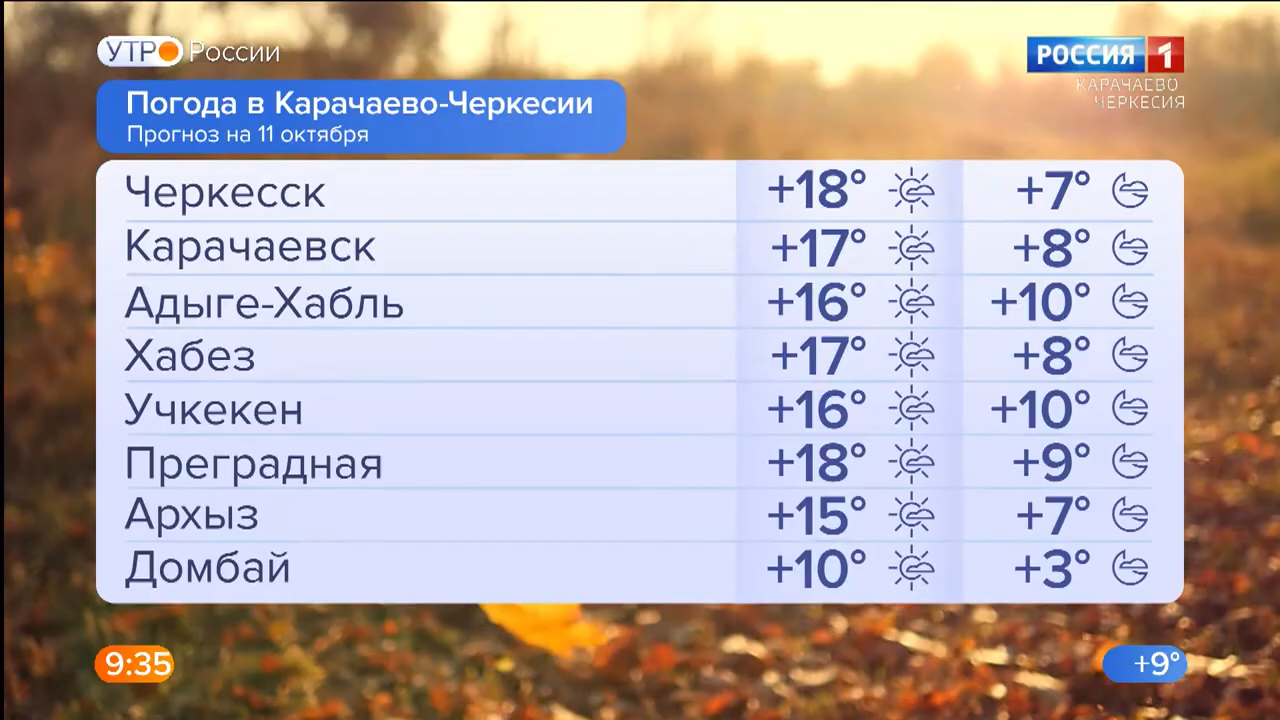 УТРО России
РОССИЯ 1
КАРАЧАЕВО
ЧЕРКЕСИЯ
Погода в Карачаево-Черкесии
Прогноз на 11 октября
Черкесск +18° +7°
Карачаевск +17° +8°
Адыге-Хабль +16° +10°
Хабез +17° +8°
Учкекен +16° +10°
Преградная +18° +9°
Архыз +15° +7°
Домбай +10° +3°
9:35 +9°